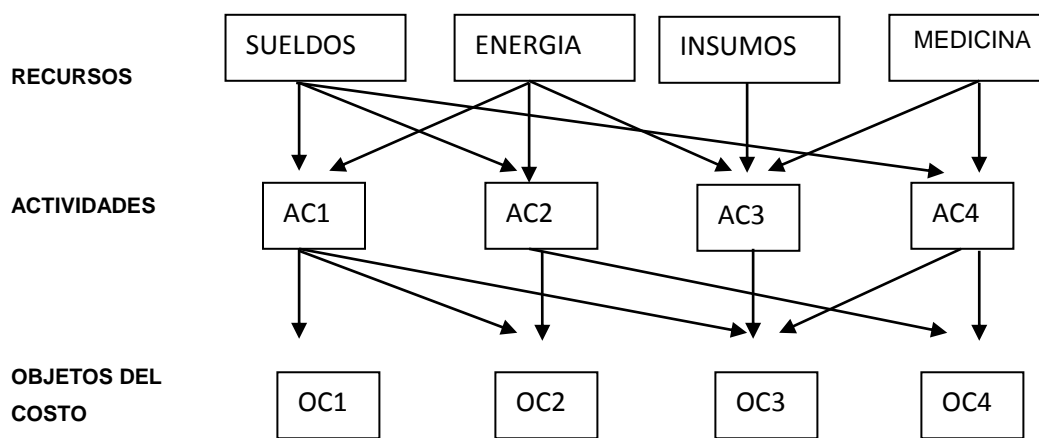 SUELDOS ENERGIA INSUMOS MEDICINA
RECURSOS
ACTIVIDADES
AC1 AC2 AC3 AC4
OBJETOS DEL
COSTO
OC1 OC2 OC3 OC4